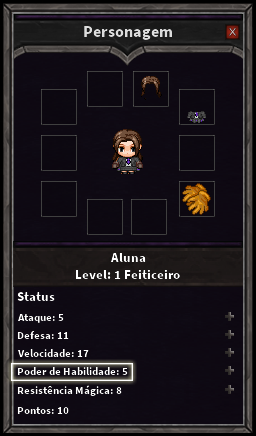 Personagem
X
Aluna
Level: 1 Feiticeiro
Status
Ataque: 5
Defesa: 11
Velocidade: 17
Poder de Habilidade: 5
Resistência Mágica: 8
Pontos: 10